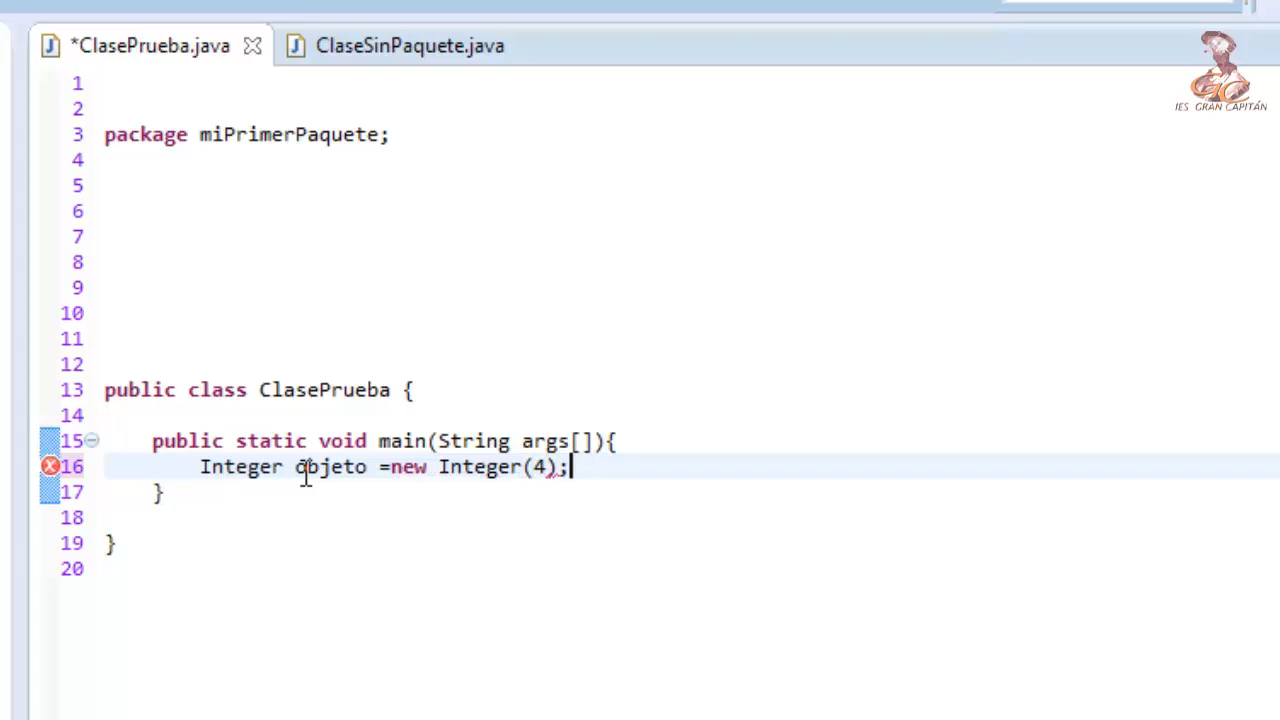 *ClasePrueba.java
ClaseSinPaquete.java
IES GRAN CAPITÁN
1
2
3 package miPrimerPaquete;
4
5
6
7
8
9
10
11
12
13 public class ClasePrueba {
14
15 public static void main(String args[]){
16 Integer objeto =new Integer(4);
17 }
18
19 }
20